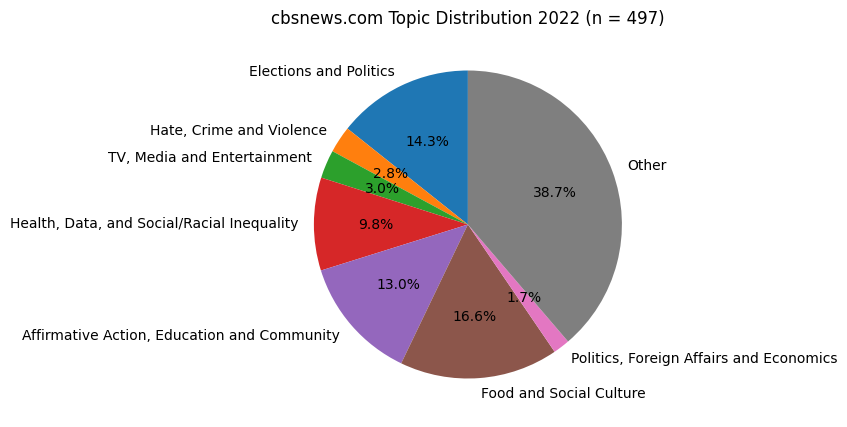 cbsnews.com Topic Distribution 2022 (n = 497)
Elections and Politics
14.3%
Hate, Crime and Violence
2.8%
TV, Media and Entertainment
3.0%
Health, Data, and Social/Racial Inequality
9.8%
Affirmative Action, Education and Community
13.0%
Food and Social Culture
16.6%
Politics, Foreign Affairs and Economics
1.7%
Other
38.7%